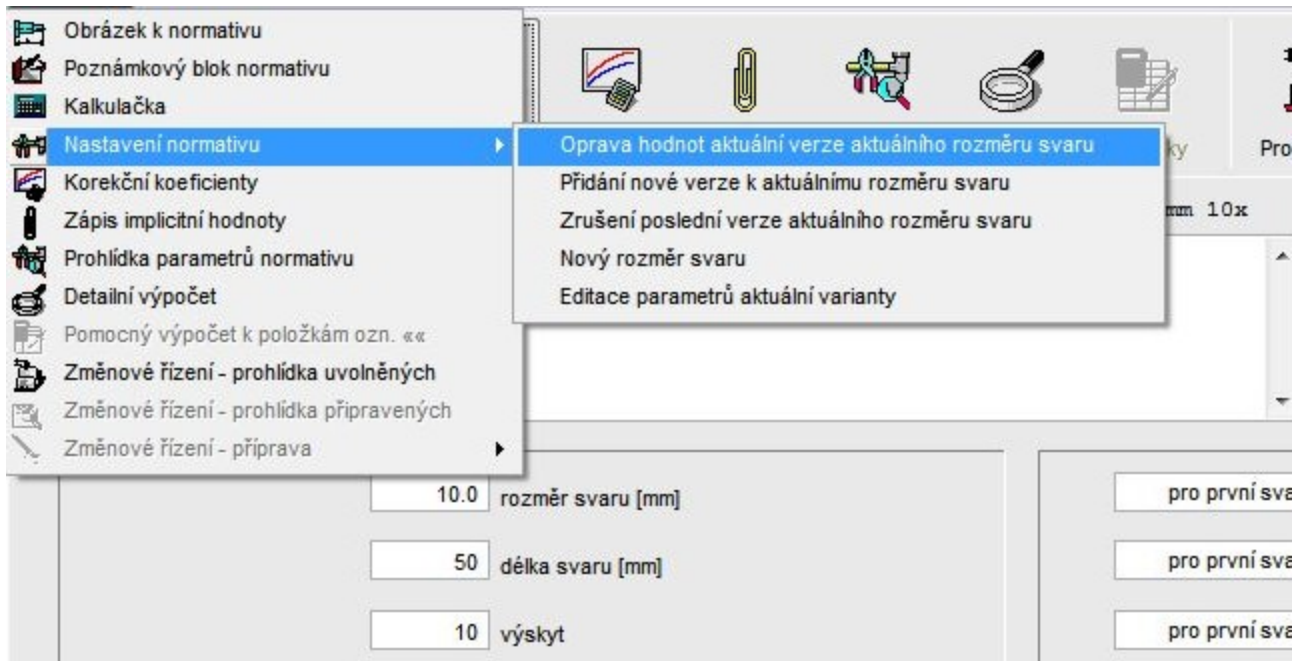 Obrázek k normativu
Poznámkový blok normativu
Kalkulačka
Nastavení normativu
Korekční koeficienty
Zápis implicitní hodnoty
Prohlídka parametrů normativu
Detailní výpočet
Pomocný výpočet k položkám ozn. ««
Změnové řízení - prohlídka uvolněných
Změnové řízení - prohlídka připravených
Změnové řízení - příprava
Oprava hodnot aktuální verze aktuálního rozměru svaru
Přidání nové verze k aktuálnímu rozměru svaru
Zrušení poslední verze aktuálního rozměru svaru
Nový rozměr svaru
Editace parametrů aktuální varianty
ky
Pro
mm 10x
10.0 rozměr svaru [mm]
pro první sva
50 délka svaru [mm]
pro první sva
10 výskyt
pro první sva